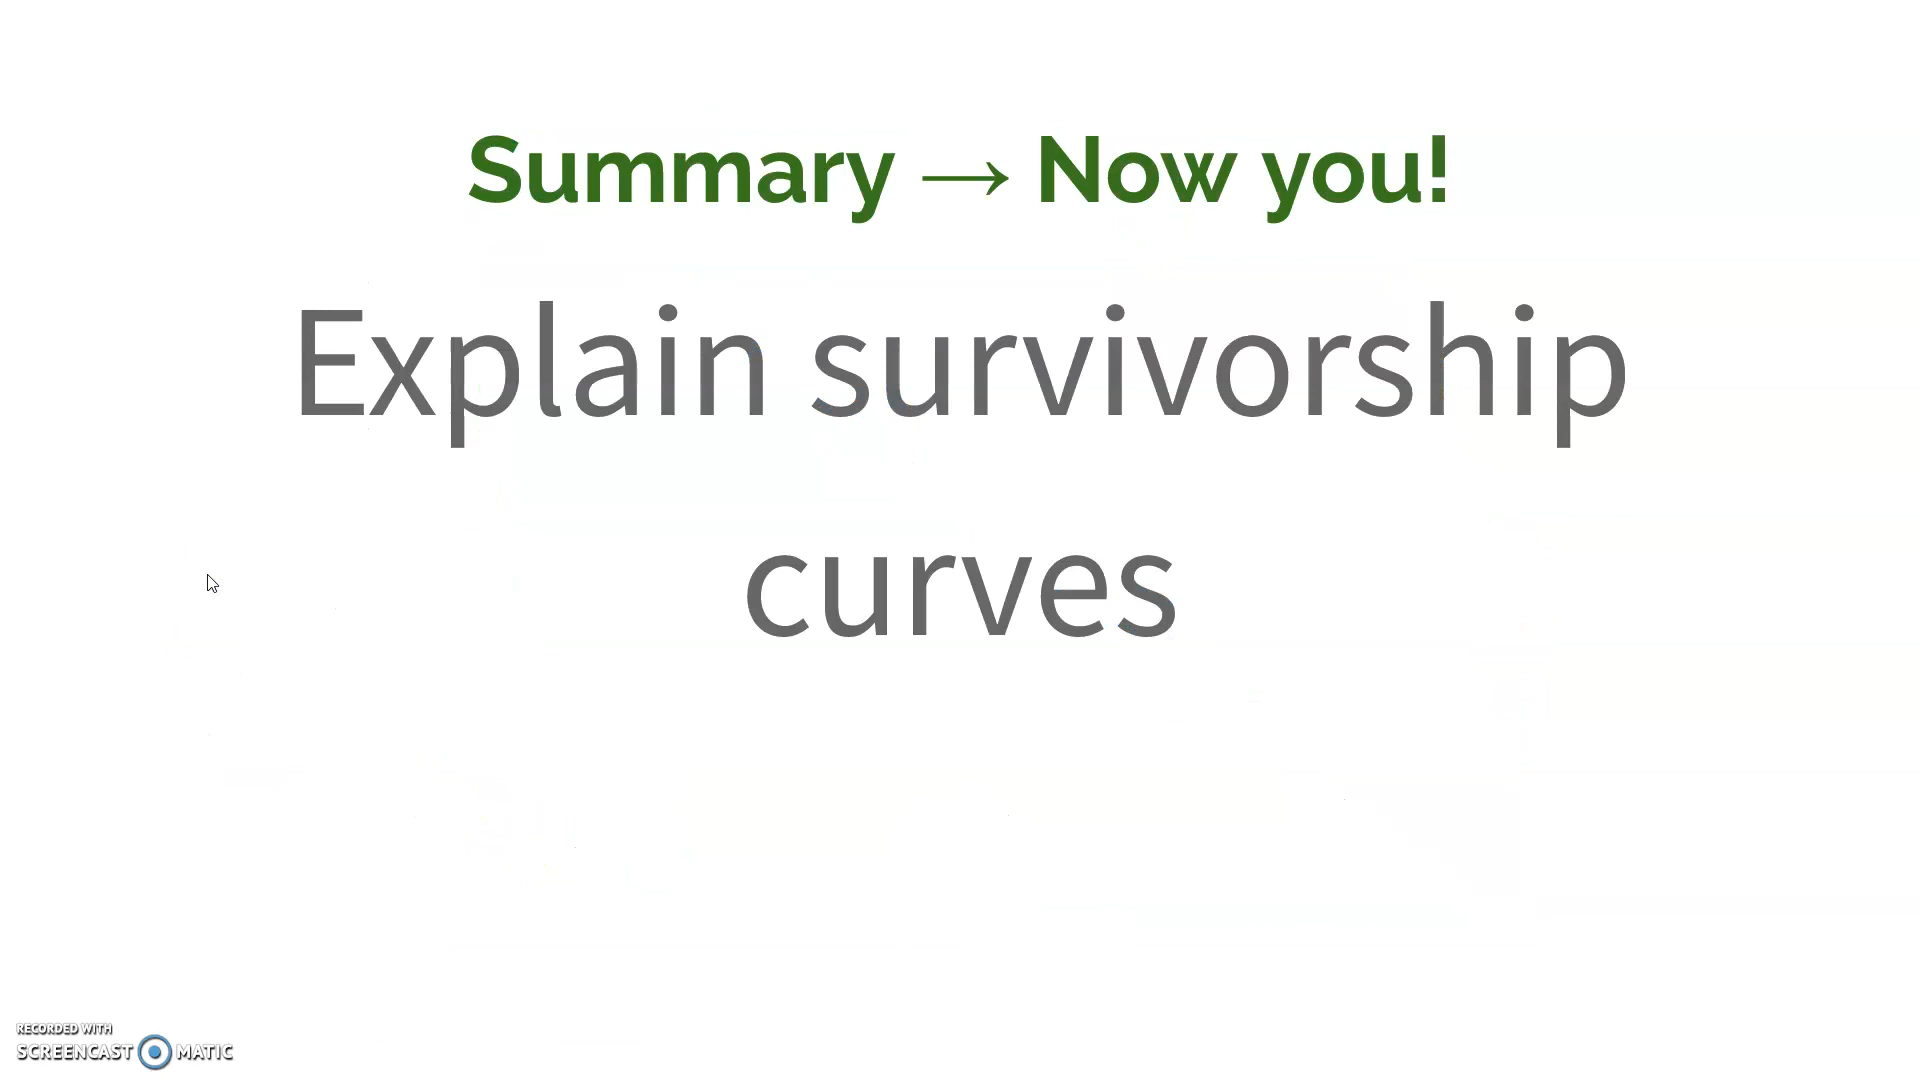 Summary → Now you!
Explain survivorship
curves
RECORDED WITH
SCREENCAST MATIC